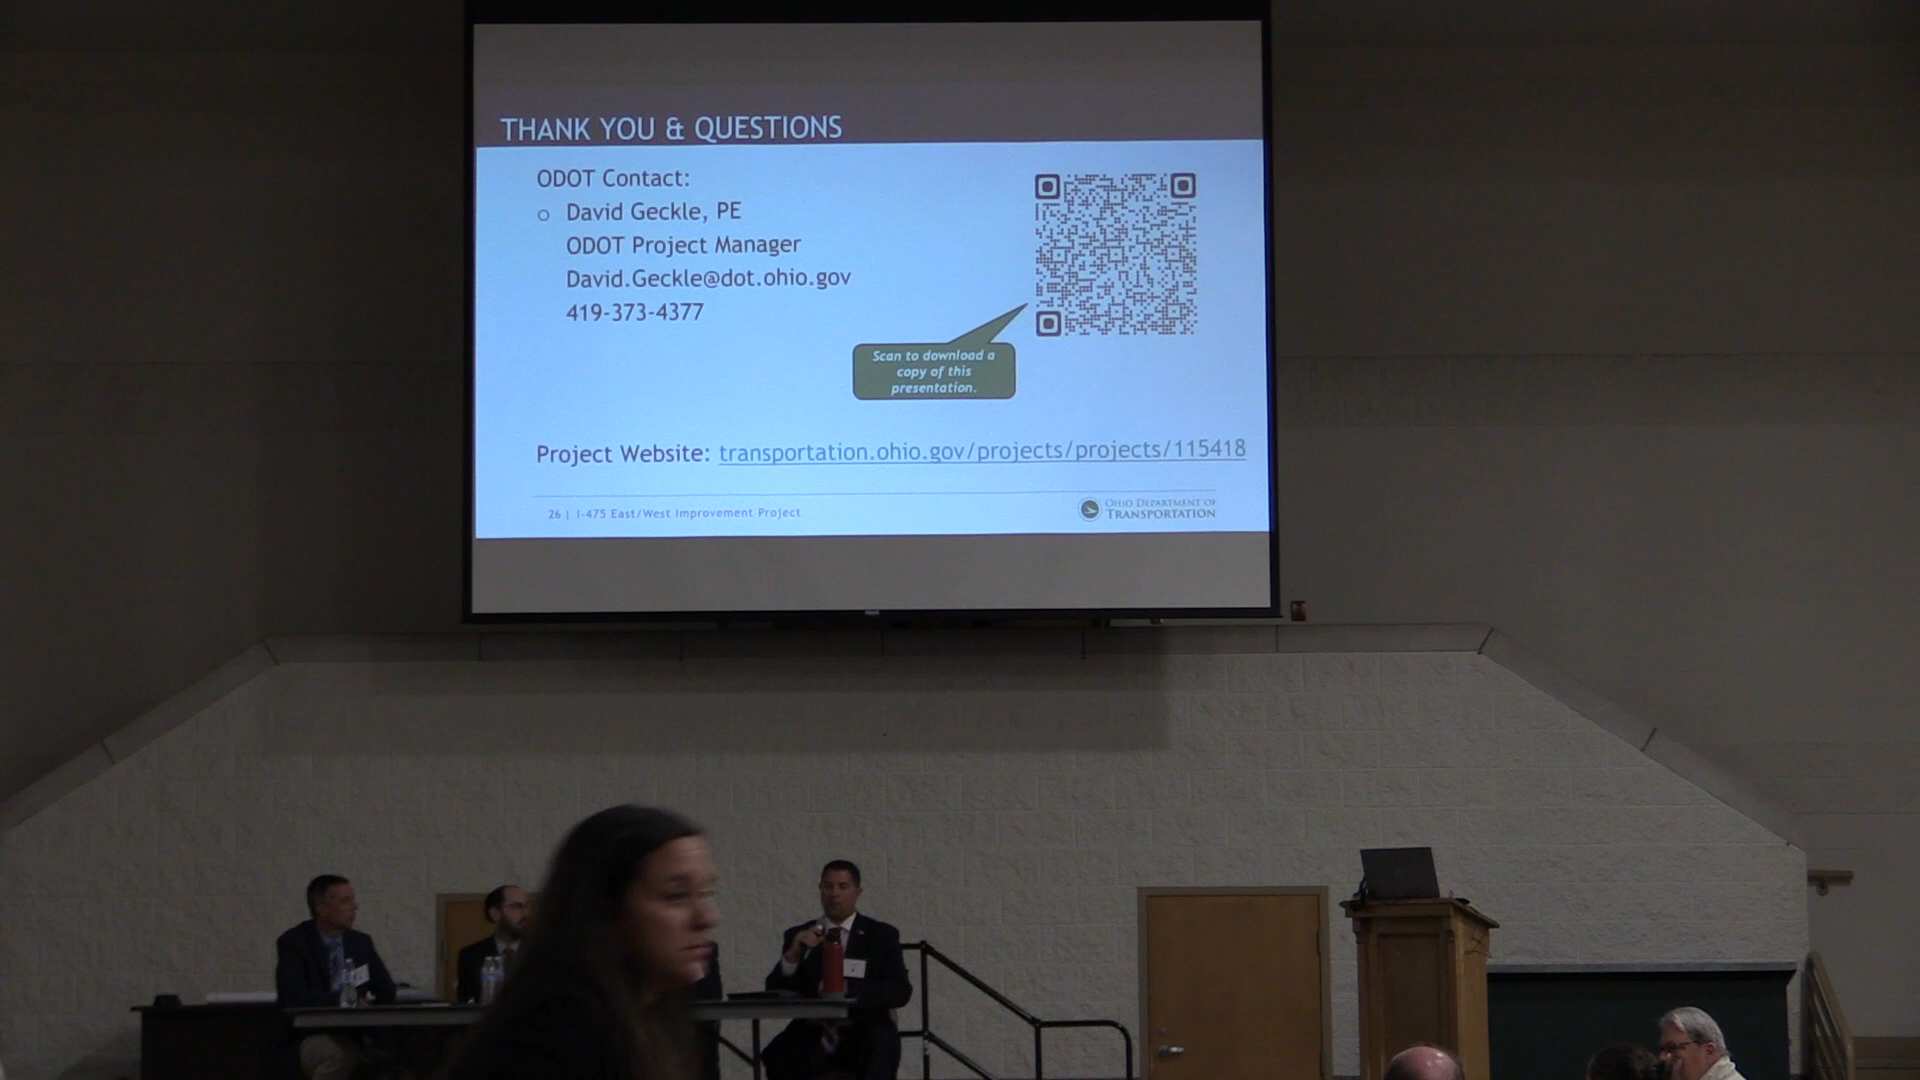 THANK YOU & QUESTIONS
ODOT Contact:
o David Geckle, PE
ODOT Project Manager
David.Geckle@dot.ohio.gov
419-373-4377
Scan to download a
copy of this
presentation.
Project Website: transportation.ohio.gov/projects/projects/115418
26 | I-475 East/West Improvement Project
OHIO DEPARTMENT OF
TRANSPORTATION